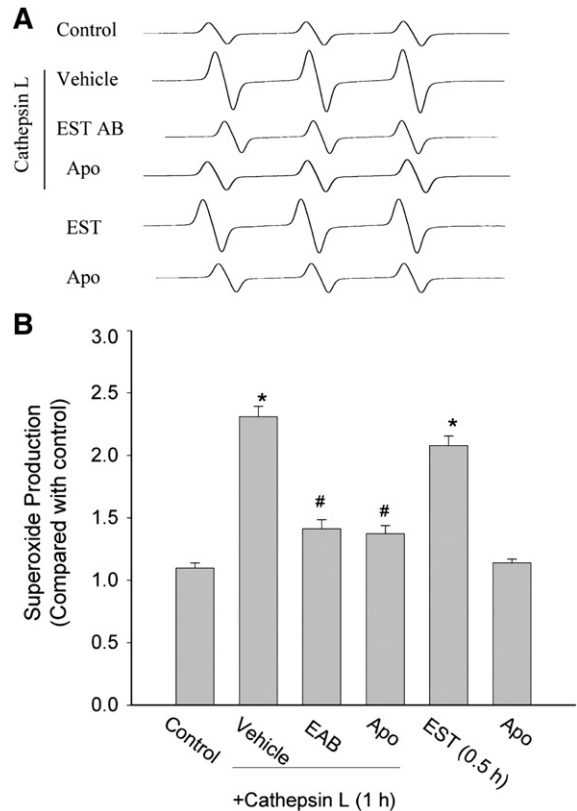 A
Control
Cathepsin L
Vehicle
EST AB
Apo
EST
Apo
B
Superoxide Production
(Compared with control)
3.0
2.5
2.0
1.5
1.0
0.5
0.0
*
#
#
*
Control
Vehicle
EAB
Apo
EST (0.5 h)
Apo
+Cathepsin L (1 h)